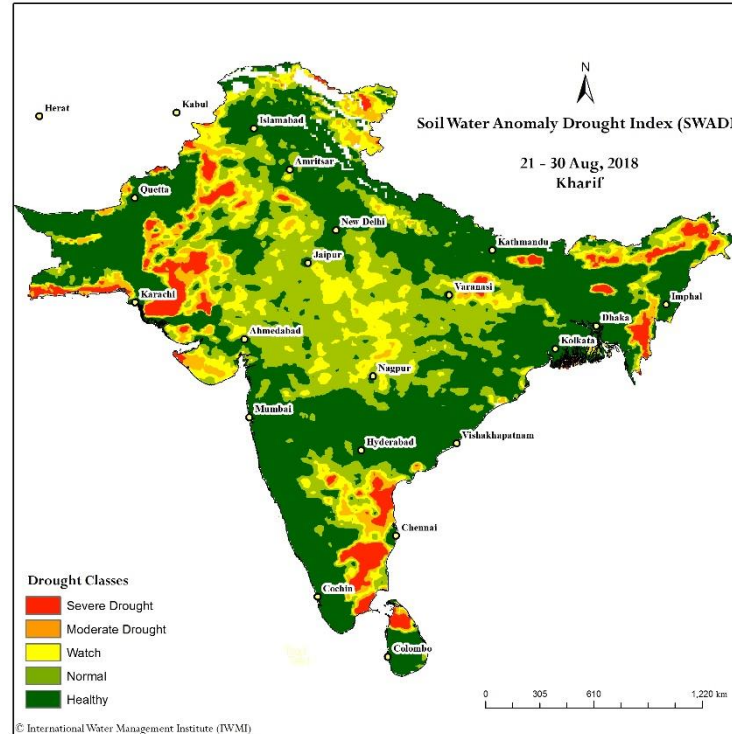 N
Soil Water Anomaly Drought Index (SWADI
21 - 30 Aug, 2018
Kharif
Herat
Kabul
Islamabad
Amritsar
Quetta
New Delhi
Kathmandu
Jaipur
Varanasi
Karachi
Imphal
Dhaka
Ahmedabad
Kolkata
Nagpur
Mumbai
Vishakhapatnam
Hyderabad
Chennai
Cochin
Colombo
Drought Classes
Severe Drought
Moderate Drought
Watch
Normal
Healthy
0 305 610 1,220 km
© International Water Management Institute (IWMI)